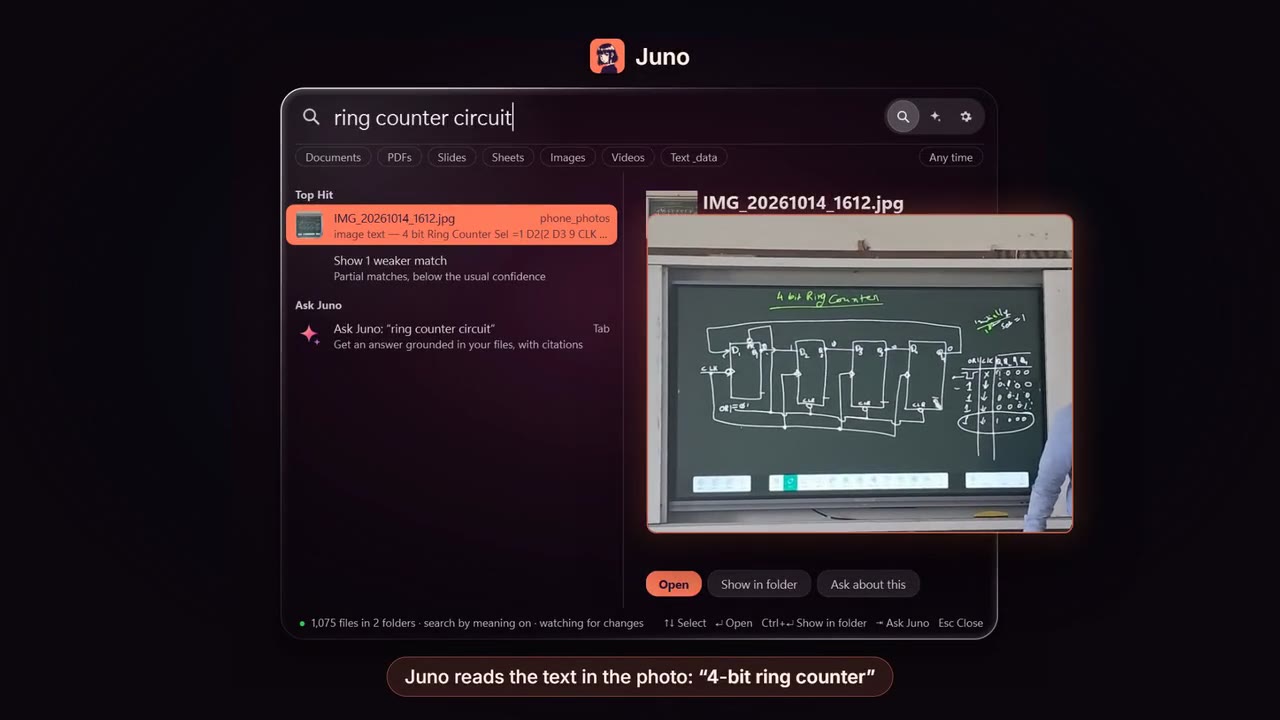 Juno
ring counter circuit
Documents PDFs Slides Sheets Images Videos Text_data Any time
Top Hit
IMG_20261014_1612.jpg phone_photos
image text — 4 bit Ring Counter Sel =1 D2(2 D3 9 CLK ...
Show 1 weaker match
Partial matches, below the usual confidence
Ask Juno
Ask Juno: “ring counter circuit” Tab
Get an answer grounded in your files, with citations
IMG_20261014_1612.jpg
4 bit Ring Counter
CLK
Open Show in folder Ask about this
1,075 files in 2 folders · search by meaning on · watching for changes
↑↓ Select ↵ Open Ctrl+↵ Show in folder ⇥ Ask Juno Esc Close
Juno reads the text in the photo: “4-bit ring counter”